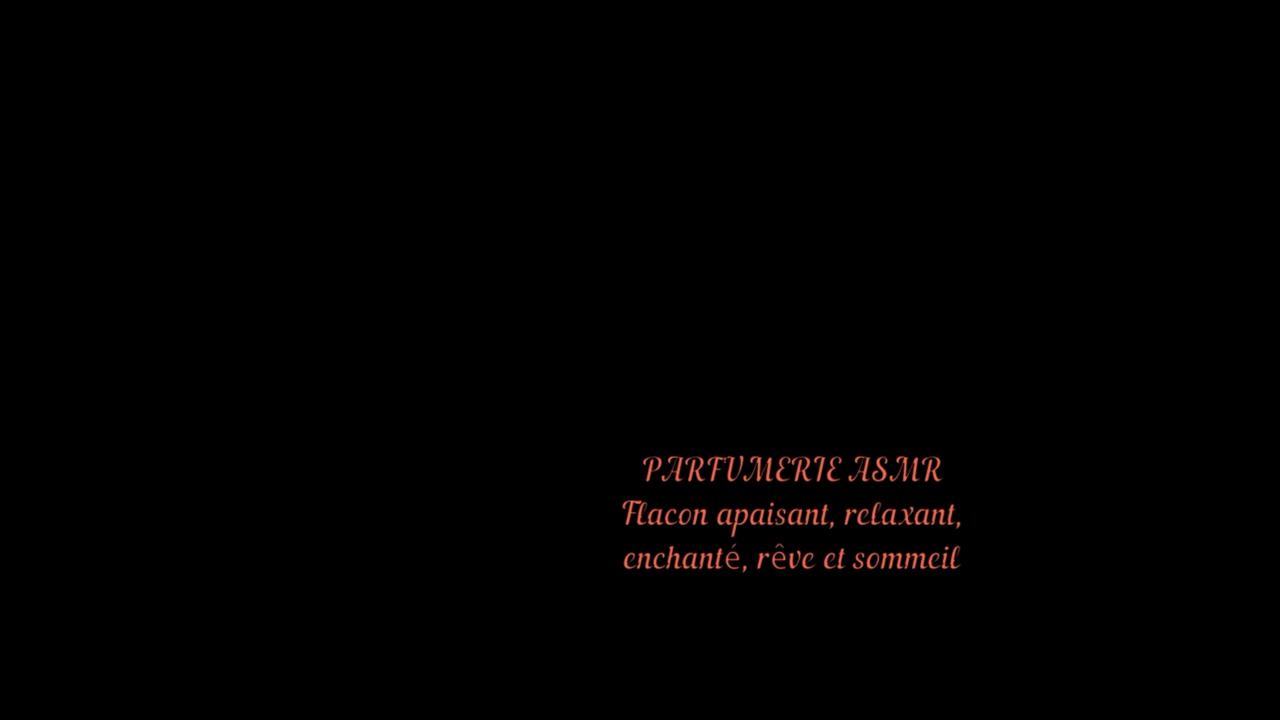 PARFUMERIE ASMR
Flacon apaisant, relaxant,
enchanté, rêve et sommeil